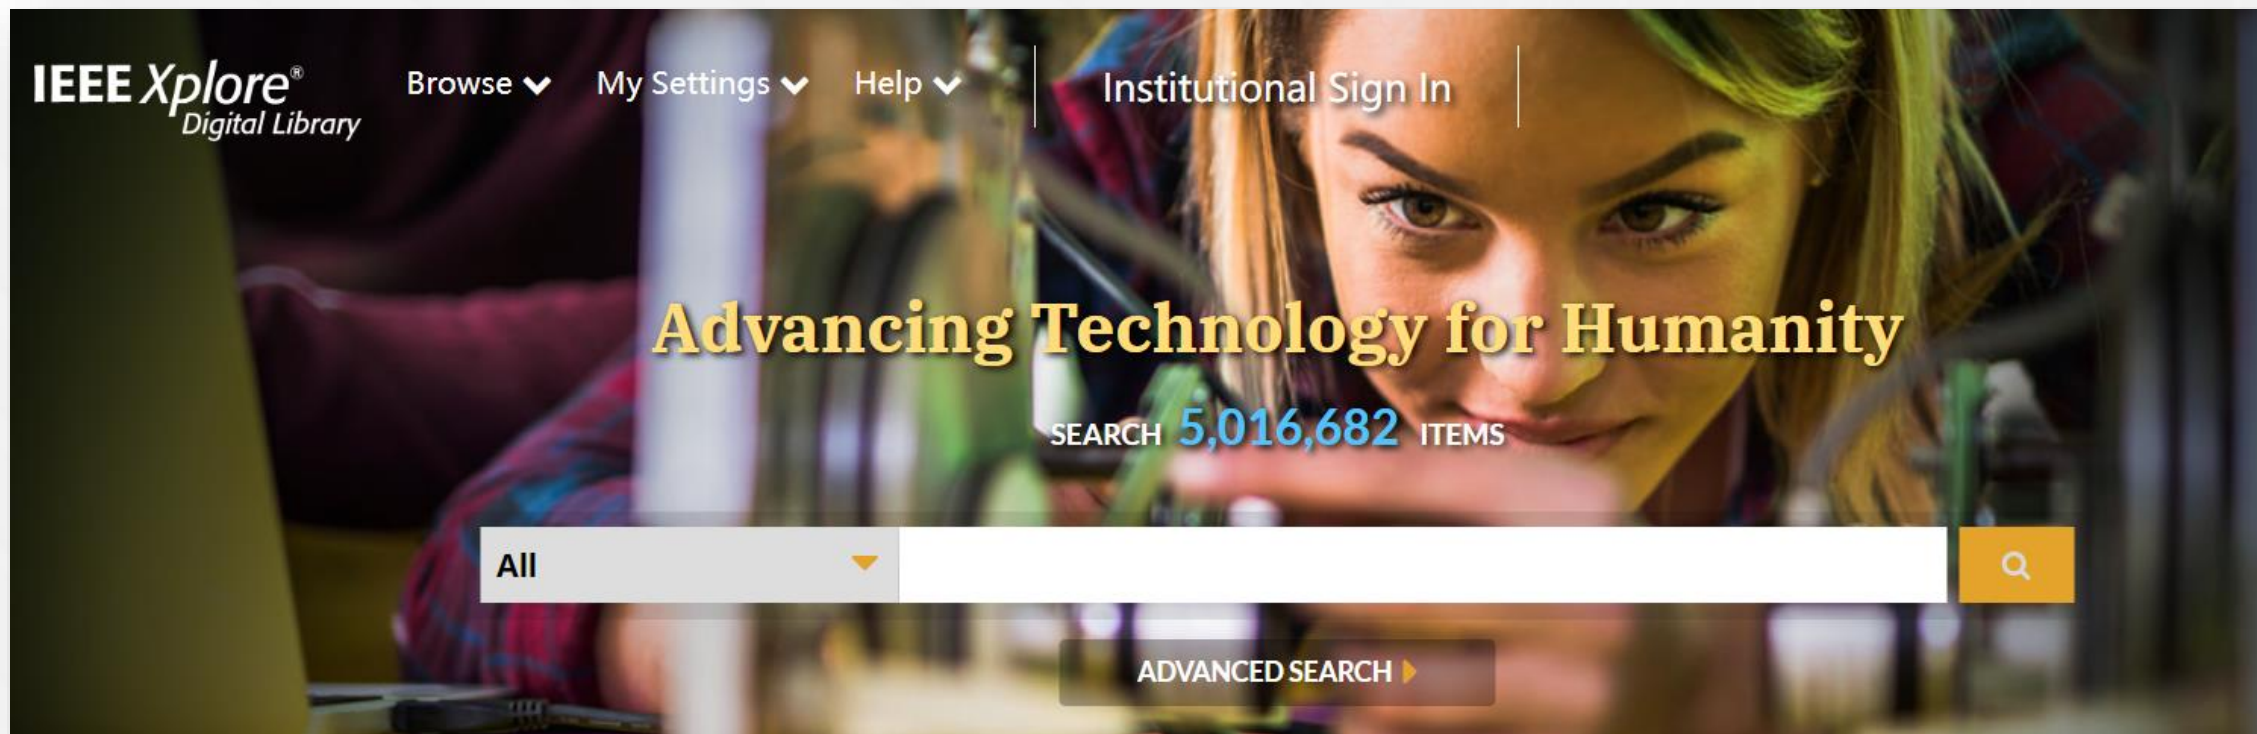 IEEE Xplore®
Digital Library
Browse My Settings Help Institutional Sign In
Advancing Technology for Humanity
SEARCH 5,016,682 ITEMS
All
ADVANCED SEARCH